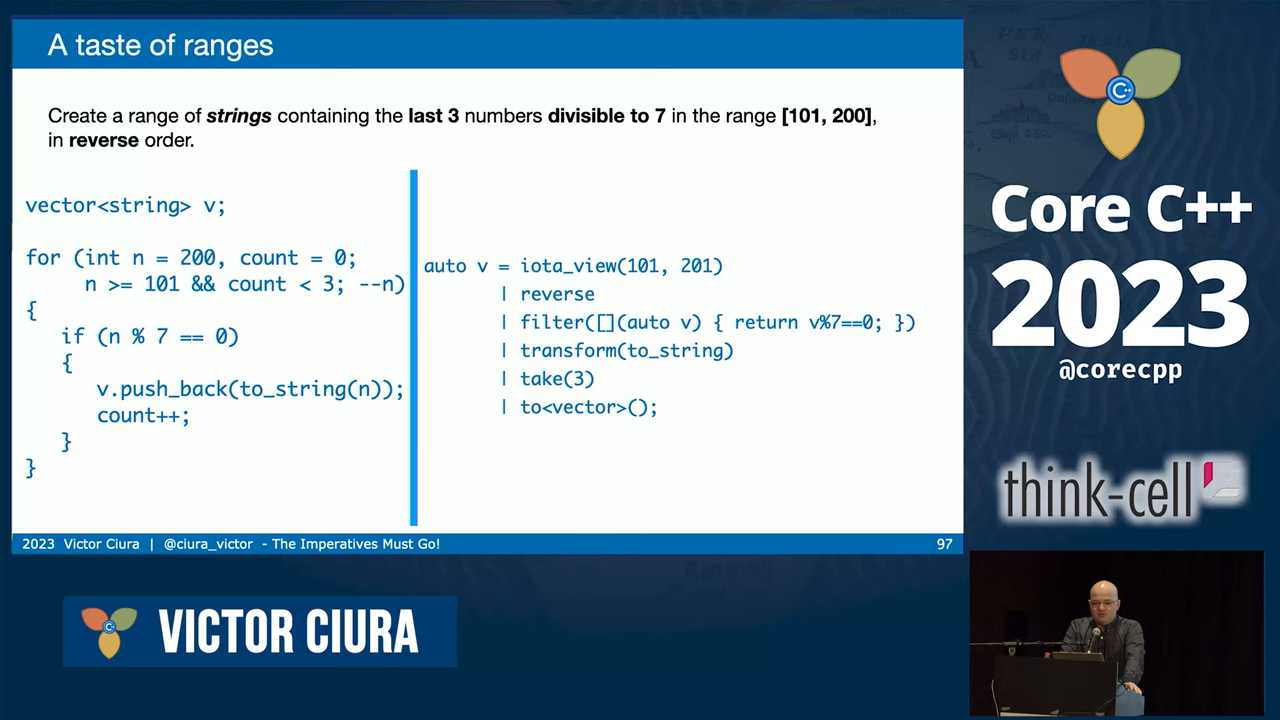 A taste of ranges
Create a range of strings containing the last 3 numbers divisible to 7 in the range [101, 200],
in reverse order.
vector<string> v;
for (int n = 200, count = 0;
n >= 101 && count < 3; --n)
{
if (n % 7 == 0)
{
v.push_back(to_string(n));
count++;
}
}
auto v = iota_view(101, 201)
| reverse
| filter([](auto v) { return v%7==0; })
| transform(to_string)
| take(3)
| to<vector>();
2023 Victor Ciura | @ciura_victor - The Imperatives Must Go!
97
C++
Core C++
2023
@corecpp
think-cell
C++
VICTOR CIURA